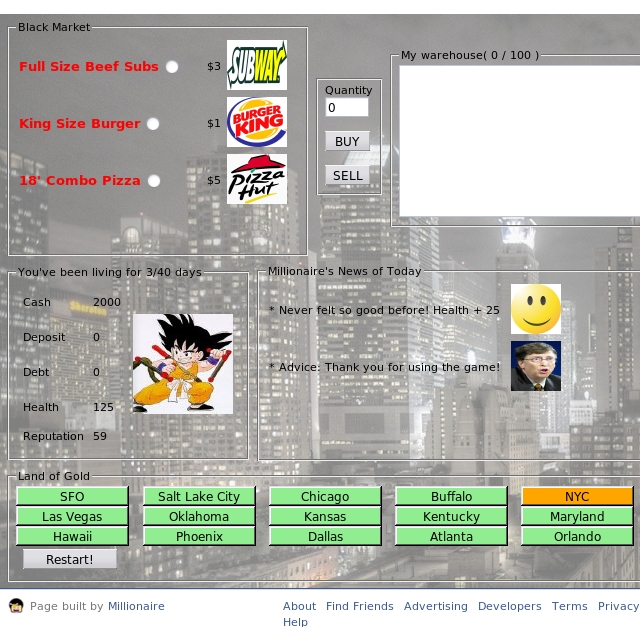 Black Market
Full Size Beef Subs $3 SUBWAY
King Size Burger $1 BURGER KING
18' Combo Pizza $5 Pizza Hut
Quantity
0
BUY
SELL
My warehouse( 0 / 100 )
You've been living for 3/40 days
Cash 2000
Sheraton
Deposit 0
Debt 0
Health 125
Reputation 59
Millionaire's News of Today
* Never felt so good before! Health + 25
* Advice: Thank you for using the game!
Land of Gold
SFO Salt Lake City Chicago Buffalo NYC
Las Vegas Oklahoma Kansas Kentucky Maryland
Hawaii Phoenix Dallas Atlanta Orlando
Restart!
Page built by Millionaire
About Find Friends Advertising Developers Terms Privacy
Help